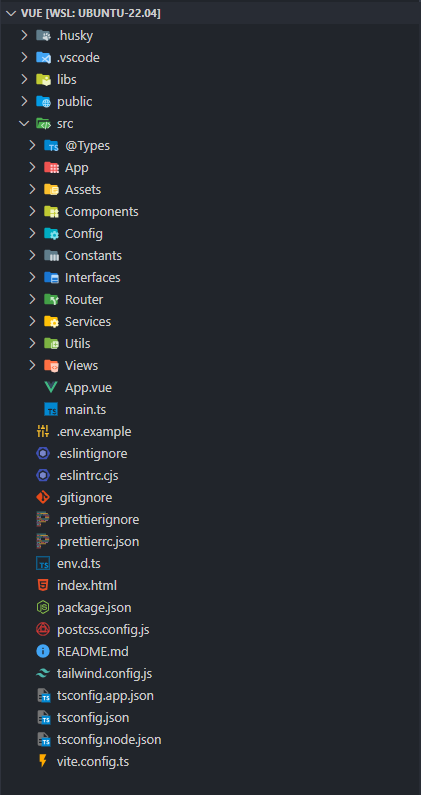 VUE [WSL: UBUNTU-22.04]
.husky
.vscode
libs
public
src
@Types
App
Assets
Components
Config
Constants
Interfaces
Router
Services
Utils
Views
App.vue
main.ts
.env.example
.eslintignore
.eslintrc.cjs
.gitignore
.prettierignore
.prettierrc.json
env.d.ts
index.html
package.json
postcss.config.js
README.md
tailwind.config.js
tsconfig.app.json
tsconfig.json
tsconfig.node.json
vite.config.ts